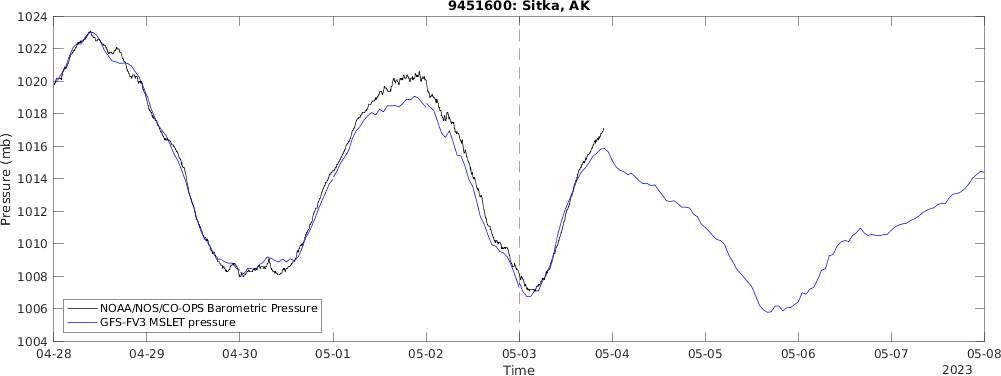 9451600: Sitka, AK
1024
1022
1020
1018
1016
1014
1012
1010
1008
1006
1004
Pressure (mb)
NOAA/NOS/CO-OPS Barometric Pressure
GFS-FV3 MSLET pressure
04-28 04-29 04-30 05-01 05-02 05-03 05-04 05-05 05-06 05-07 05-08
Time
2023